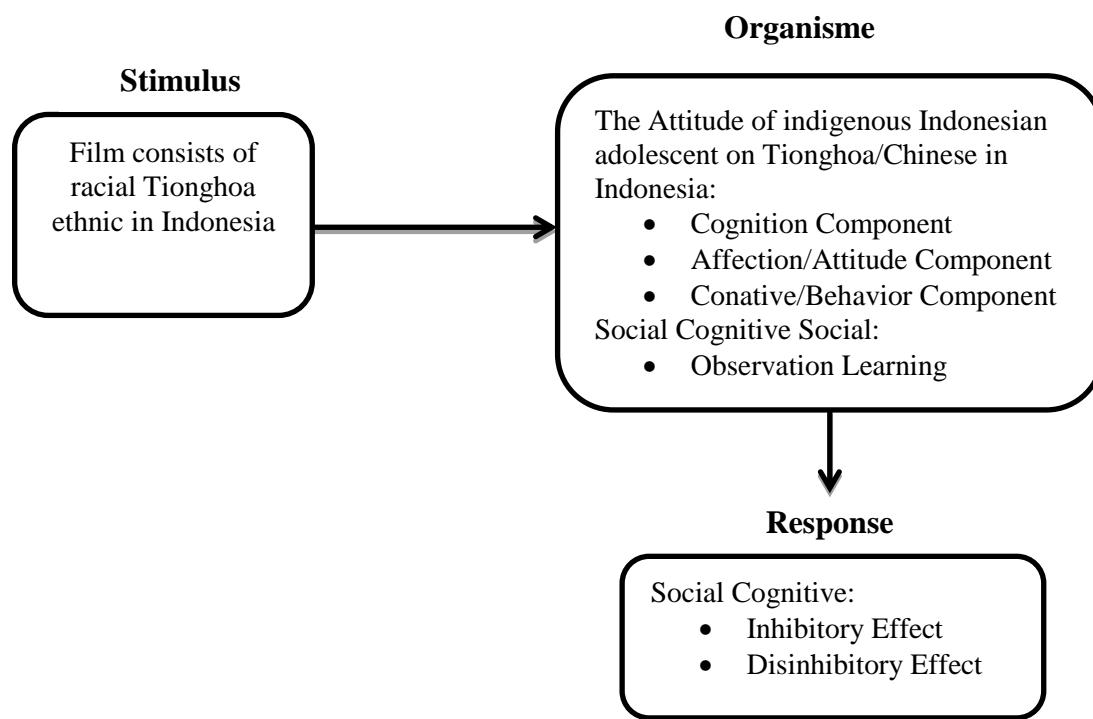 Stimulus
Film consists of
racial Tionghoa
ethnic in Indonesia
Organisme
The Attitude of indigenous Indonesian
adolescent on Tionghoa/Chinese in
Indonesia:
• Cognition Component
• Affection/Attitude Component
• Conative/Behavior Component
Social Cognitive Social:
• Observation Learning
Response
Social Cognitive:
• Inhibitory Effect
• Disinhibitory Effect